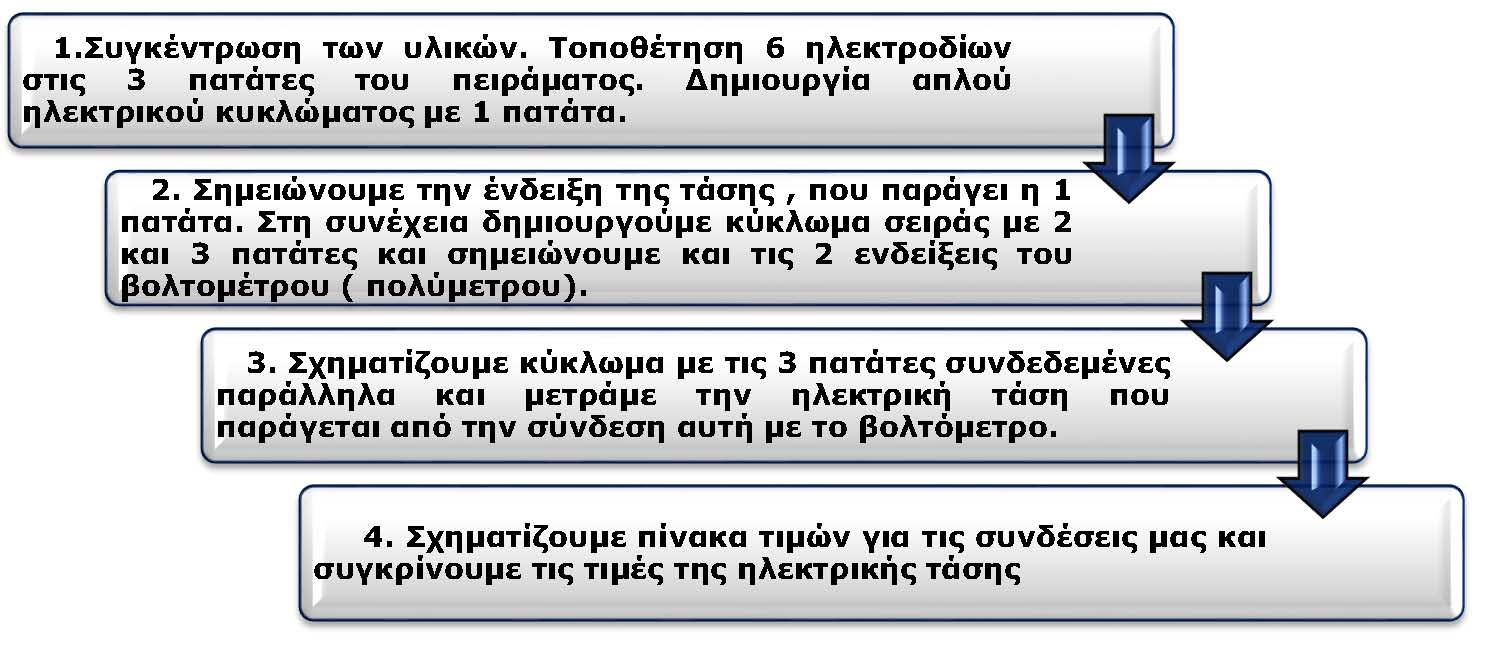 1.Συγκέντρωση των υλικών. Τοποθέτηση 6 ηλεκτροδίων
στις 3 πατάτες του πειράματος. Δημιουργία απλού
ηλεκτρικού κυκλώματος με 1 πατάτα.
2. Σημειώνουμε την ένδειξη της τάσης , που παράγει η 1
πατάτα. Στη συνέχεια δημιουργούμε κύκλωμα σειράς με 2
και 3 πατάτες και σημειώνουμε και τις 2 ενδείξεις του
βολτομέτρου ( πολύμετρου).
3. Σχηματίζουμε κύκλωμα με τις 3 πατάτες συνδεδεμένες
παράλληλα και μετράμε την ηλεκτρική τάση που
παράγεται από την σύνδεση αυτή με το βολτόμετρο.
4. Σχηματίζουμε πίνακα τιμών για τις συνδέσεις μας και
συγκρίνουμε τις τιμές της ηλεκτρικής τάσης